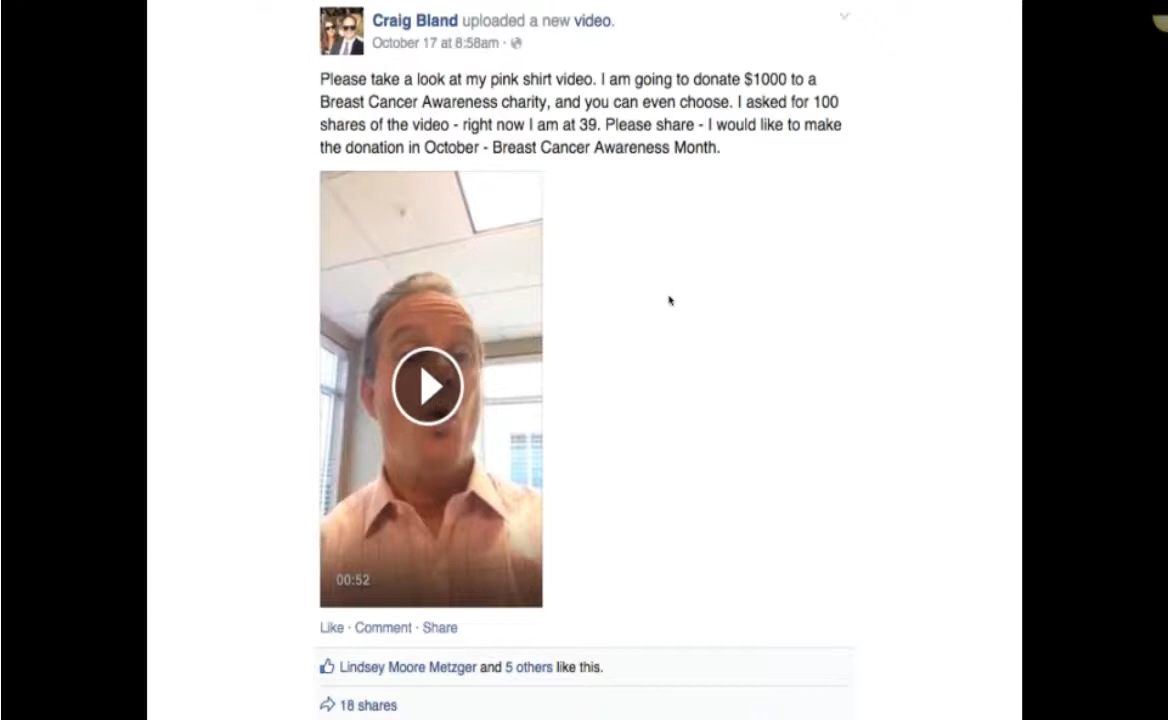 Craig Bland uploaded a new video.
October 17 at 8:58am ·
Please take a look at my pink shirt video. I am going to donate $1000 to a
Breast Cancer Awareness charity, and you can even choose. I asked for 100
shares of the video - right now I am at 39. Please share - I would like to make
the donation in October - Breast Cancer Awareness Month.
00:52
Like · Comment · Share
Lindsey Moore Metzger and 5 others like this.
18 shares